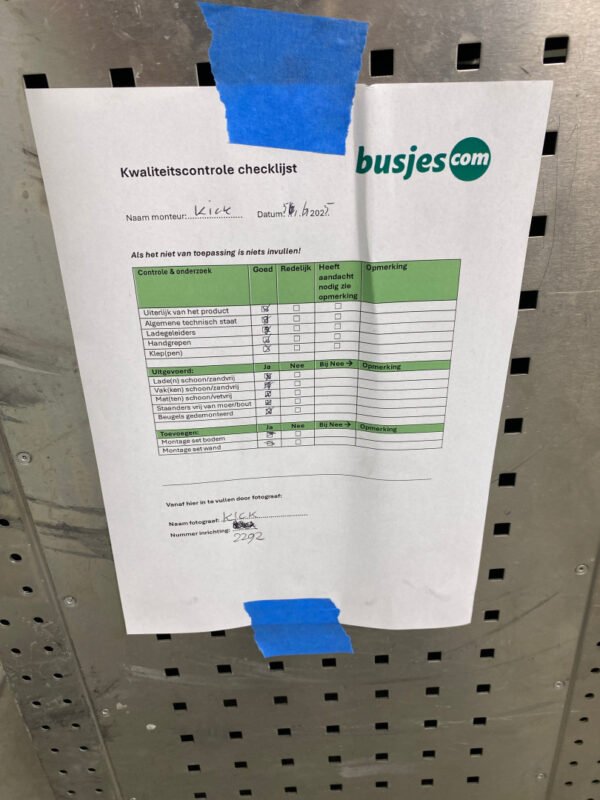 busjes.com
Kwaliteitscontrole checklijst
Naam monteur: Kick Datum: 2025
Als het niet van toepassing is niets invullen!
Controle & onderzoek Goed Redelijk Heeft aandacht nodig zie opmerking Opmerking
Uiterlijk van het product
Algemene technisch staat
Ladegeleiders
Handgrepen
Klep(pen)
Uitgevoerd: Ja Nee Bij Nee → Opmerking
Lade(n) schoon/zandvrij
Vak(ken) schoon/zandvrij
Mat(ten) schoon/vetvrij
Staanders vrij van moer/bout
Beugels gedemonteerd
Toevoegen: Ja Nee Bij Nee → Opmerking
Montage set bodem
Montage set wand
Vanaf hier in te vullen door fotograaf:
Naam fotograaf: Kick
Nummer inrichting:
2292